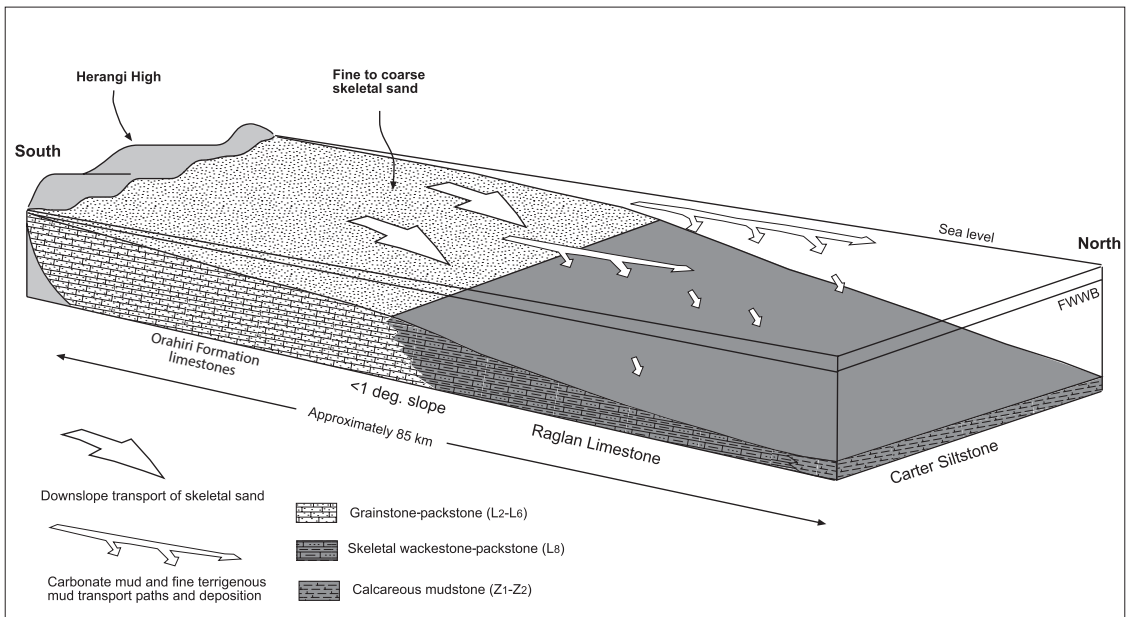 Herangi High
Fine to coarse
skeletal sand
South
Sea level
North
FWWB
Orahiri Formation
limestones
<1 deg. slope
Approximately 85 km
Raglan Limestone
Carter Siltstone
Downslope transport of skeletal sand
Carbonate mud and fine terrigenous
mud transport paths and deposition
Grainstone-packstone (L2-L6)
Skeletal wackestone-packstone (L8)
Calcareous mudstone (Z1-Z2)